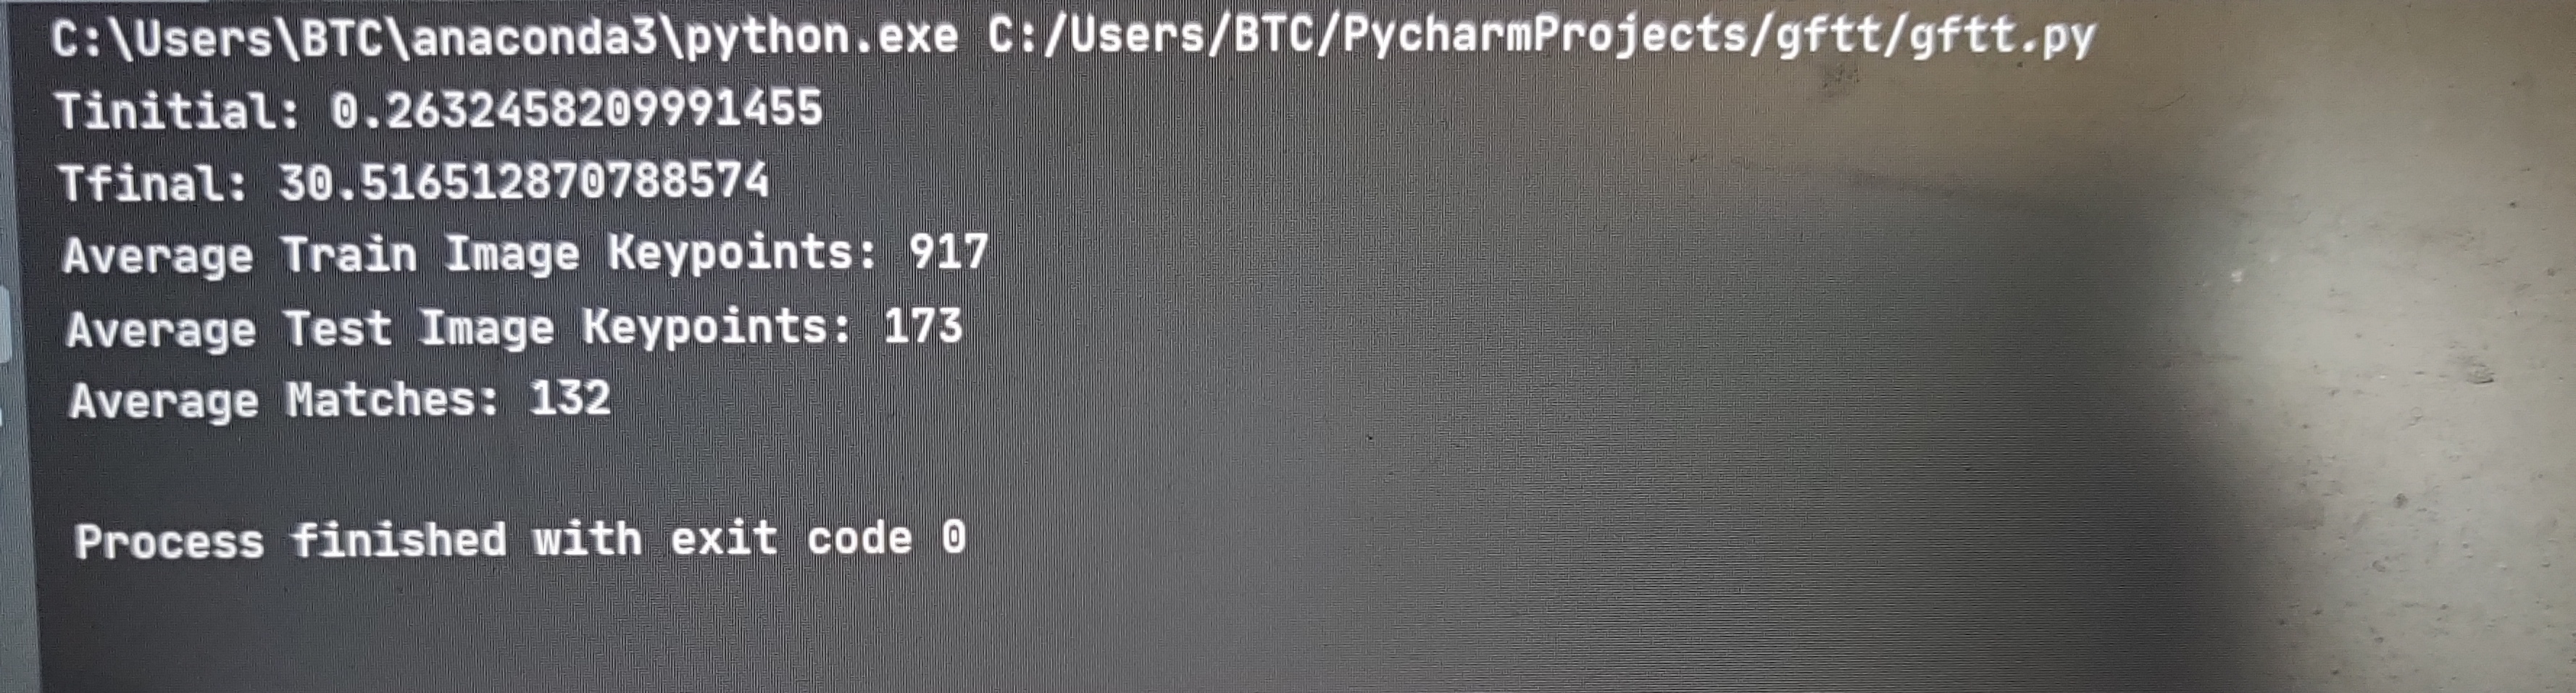 C:\Users\BTC\anaconda3\python.exe C:/Users/BTC/PycharmProjects/gftt/gftt.py
Tinitial: 0.2632458209991455
Tfinal: 30.516512870788574
Average Train Image Keypoints: 917
Average Test Image Keypoints: 173
Average Matches: 132
Process finished with exit code 0